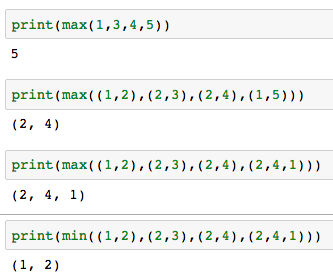 print(max(1,3,4,5))
5
print(max((1,2),(2,3),(2,4),(1,5)))
(2, 4)
print(max((1,2),(2,3),(2,4),(2,4,1)))
(2, 4, 1)
print(min((1,2),(2,3),(2,4),(2,4,1)))
(1, 2)